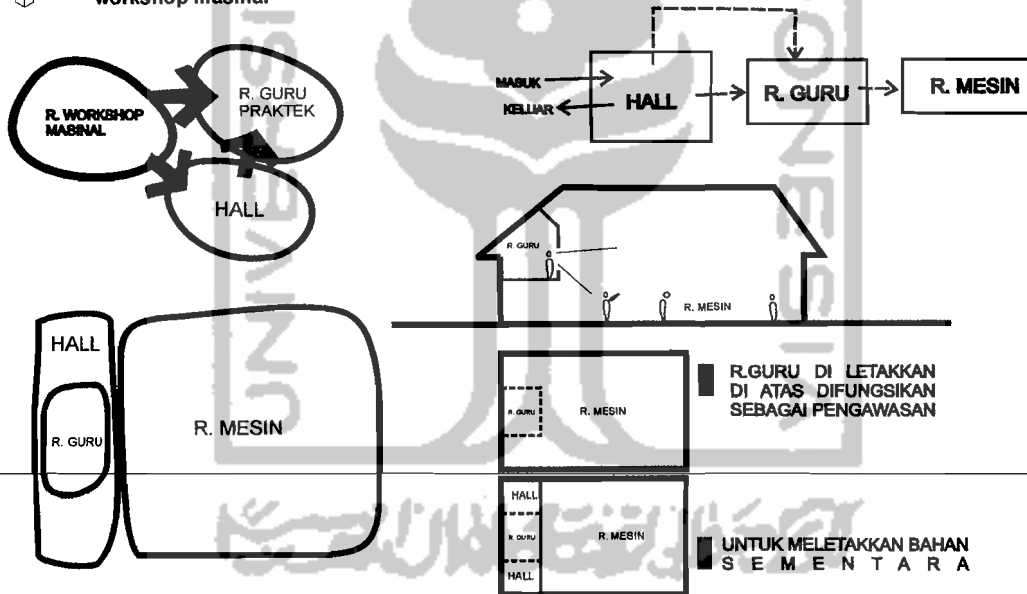 workshop masinal
R. WORKSHOP
MASINAL
R. GURU
PRAKTEK
HALL
MASUK
KELUAR
HALL
R. GURU
R. MESIN
R. GURU
R. MESIN
HALL
R. GURU
R. MESIN
R. GURU
R. MESIN
R.GURU DI LETAKKAN
DI ATAS DIFUNGSIKAN
SEBAGAI PENGAWASAN
HALL
R. GURU
HALL
R. MESIN
UNTUK MELETAKKAN BAHAN
S E M E N T A R A